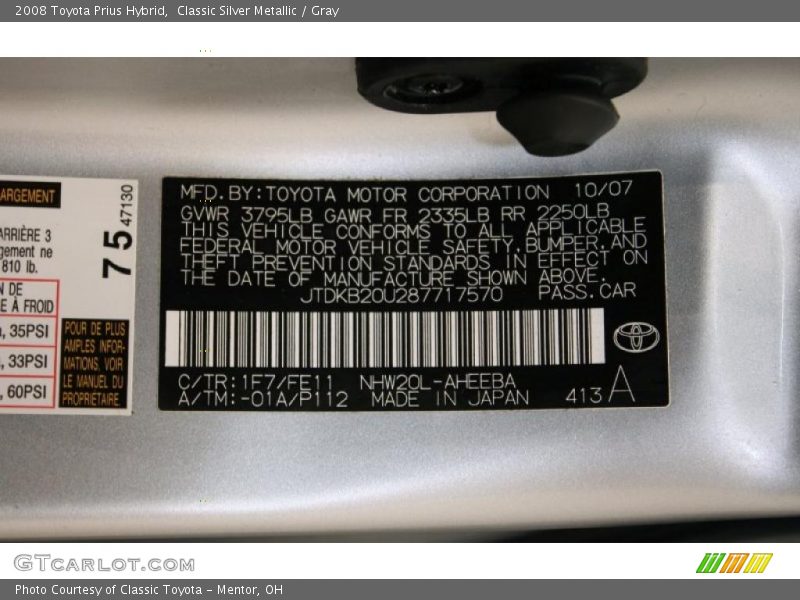 2008 Toyota Prius Hybrid,  Classic Silver Metallic / Gray
ARGEMENT
ARRIÈRE 3
gement ne
810 lb.
N DE
E À FROID
35PSI
33PSI
60PSI
75
47130
POUR DE PLUS
AMPLES INFOR-
MATIONS, VOIR
LE MANUEL DU
PROPRIÉTAIRE.
MFD. BY: TOYOTA MOTOR CORPORATION 10/07
GVWR 3795LB GAWR FR 2335LB RR 2250LB
THIS VEHICLE CONFORMS TO ALL APPLICABLE
FEDERAL MOTOR VEHICLE SAFETY, BUMPER, AND
THEFT PREVENTION STANDARDS IN EFFECT ON
THE DATE OF MANUFACTURE SHOWN ABOVE.
JTDKB20U287717570 PASS. CAR
C/TR: 1F7/FE11 NHW20L-AHEEBA
A/TM: -01A/P112 MADE IN JAPAN 413 A
GTCARLOT.COM
Photo Courtesy of Classic Toyota - Mentor, OH